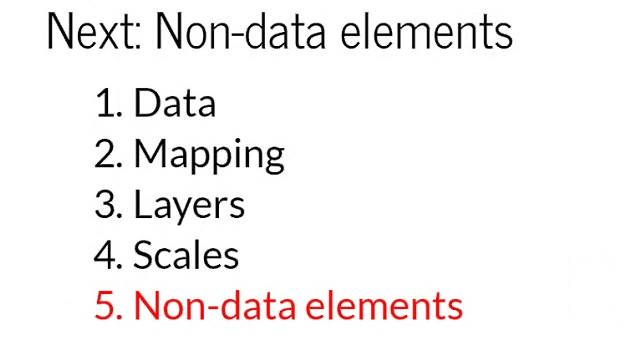 Next: Non-data elements
1. Data
2. Mapping
3. Layers
4. Scales
5. Non-data elements